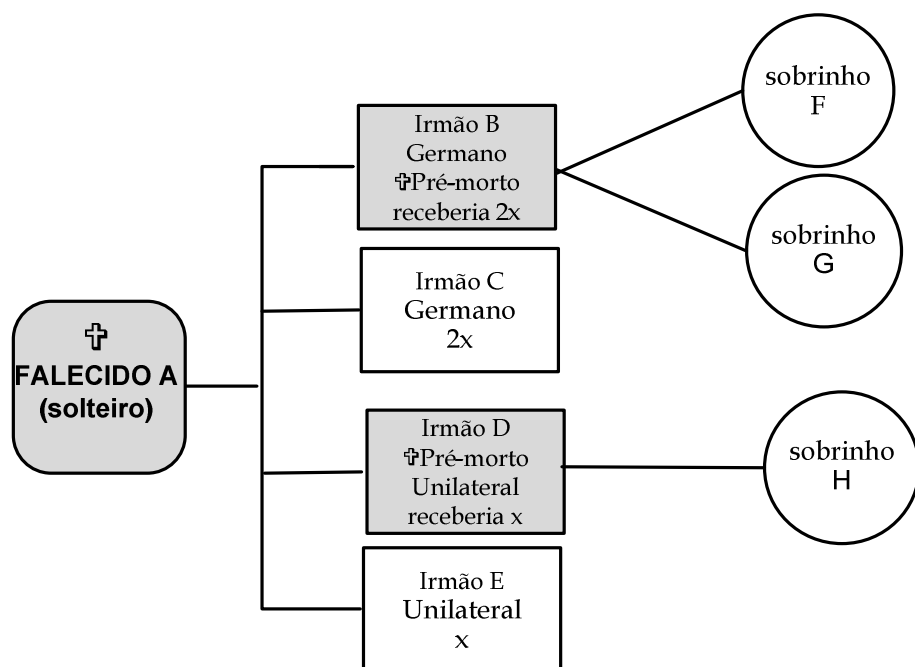 ✞
FALECIDO A
(solteiro)
Irmão B
Germano
✞Pré-morto
receberia 2x
Irmão C
Germano
2x
Irmão D
✞Pré-morto
Unilateral
receberia x
Irmão E
Unilateral
x
sobrinho
F
sobrinho
G
sobrinho
H